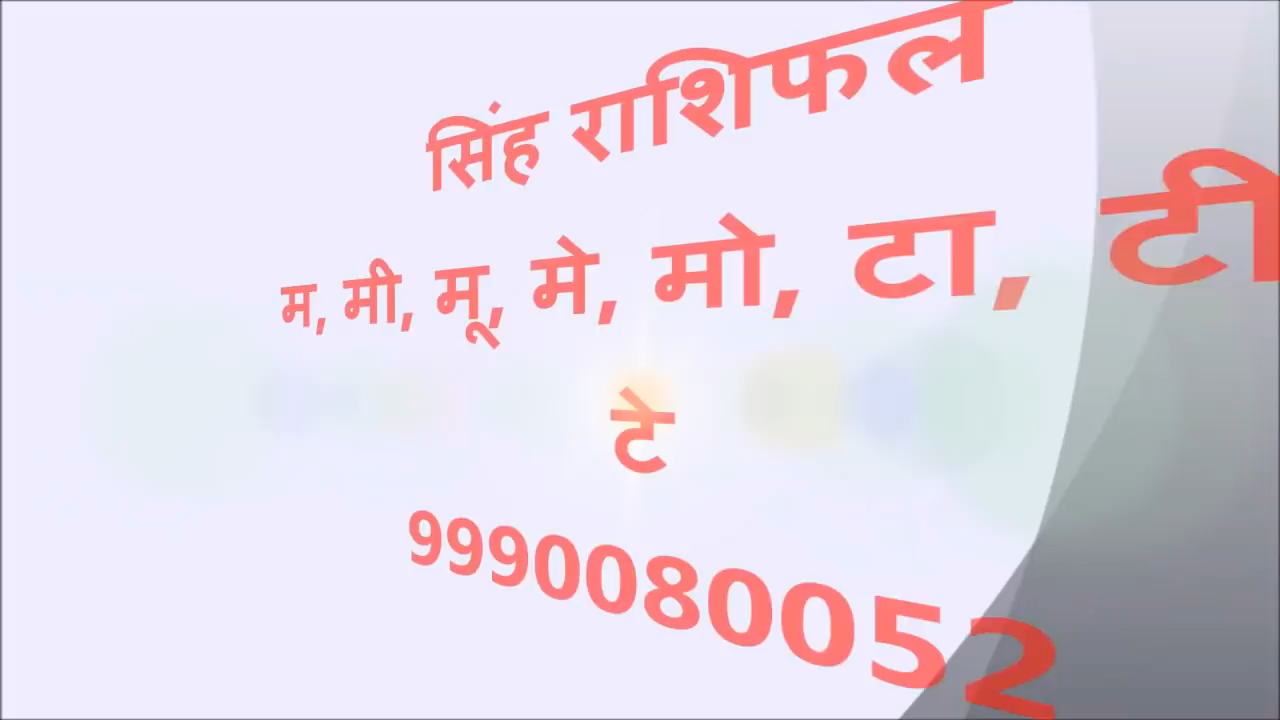 सिंह राशिफल
म, मी, मू, मे, मो, टा, टी
टे
9990080052